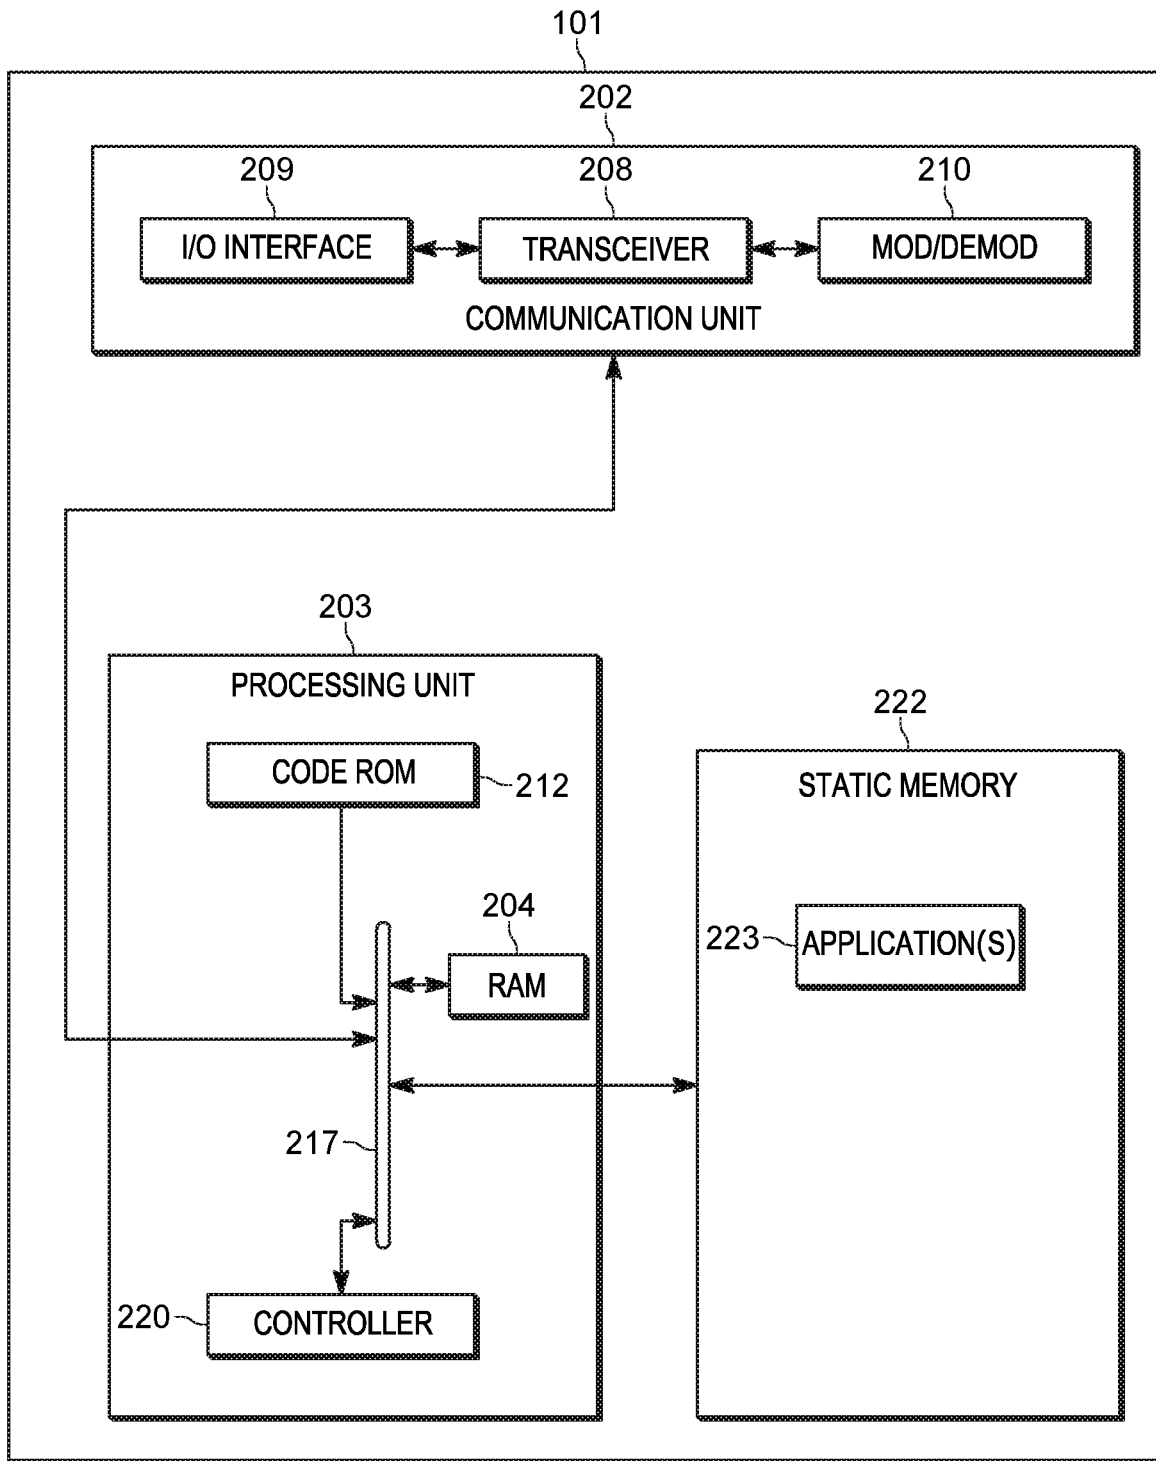 101
202
209
208
210
I/O INTERFACE
TRANSCEIVER
MOD/DEMOD
COMMUNICATION UNIT
203
PROCESSING UNIT
CODE ROM
212
204
RAM
217
220
CONTROLLER
222
STATIC MEMORY
223
APPLICATION(S)